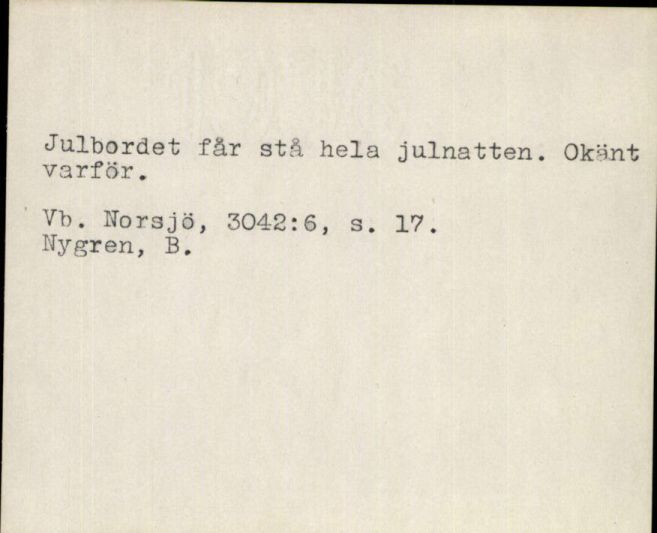 Julbordet får stå hela julnatten. Okänt
varför.
Vb. Norsjö, 3042:6, s. 17.
Nygren, B.